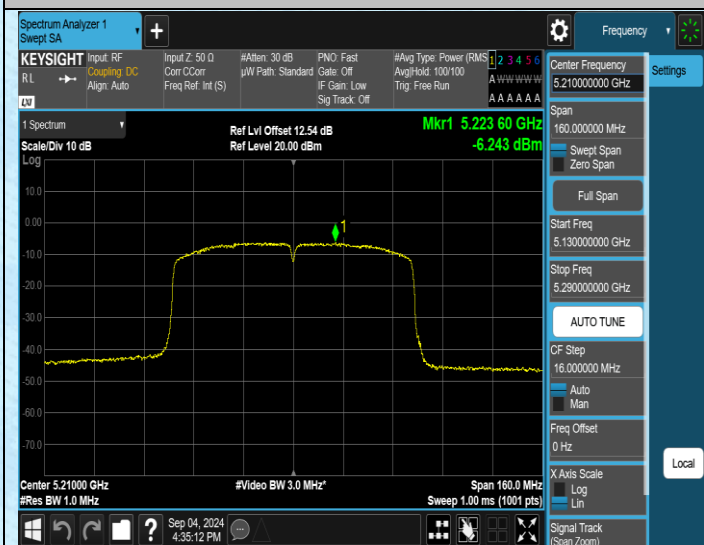 Spectrum Analyzer 1
Swept SA
Frequency
KEYSIGHT
RL
LXI
Input: RF
Coupling: DC
Align: Auto
Input Z: 50 Ω
Corr CCorr
Freq Ref: Int (S)
#Atten: 30 dB
µW Path: Standard
PNO: Fast
Gate: Off
IF Gain: Low
Sig Track: Off
#Avg Type: Power (RMS
Avg|Hold: 100/100
Trig: Free Run
1 2 3 4 5 6
A W W W W W
A A A A A A
1 Spectrum
Scale/Div 10 dB
Log
Ref Lvl Offset 12.54 dB
Ref Level 20.00 dBm
Mkr1 5.223 60 GHz
-6.243 dBm
10.0
0.00
-10.0
-20.0
-30.0
-40.0
-50.0
-60.0
-70.0
1
Center 5.21000 GHz
#Res BW 1.0 MHz
#Video BW 3.0 MHz*
Span 160.0 MHz
Sweep 1.00 ms (1001 pts)
Sep 04, 2024
4:35:12 PM
Center Frequency
5.210000000 GHz
Span
160.000000 MHz
Swept Span
Zero Span
Full Span
Start Freq
5.130000000 GHz
Stop Freq
5.290000000 GHz
AUTO TUNE
CF Step
16.000000 MHz
Auto
Man
Freq Offset
0 Hz
X Axis Scale
Log
Lin
Signal Track
(Span Zoom)
Settings
Local